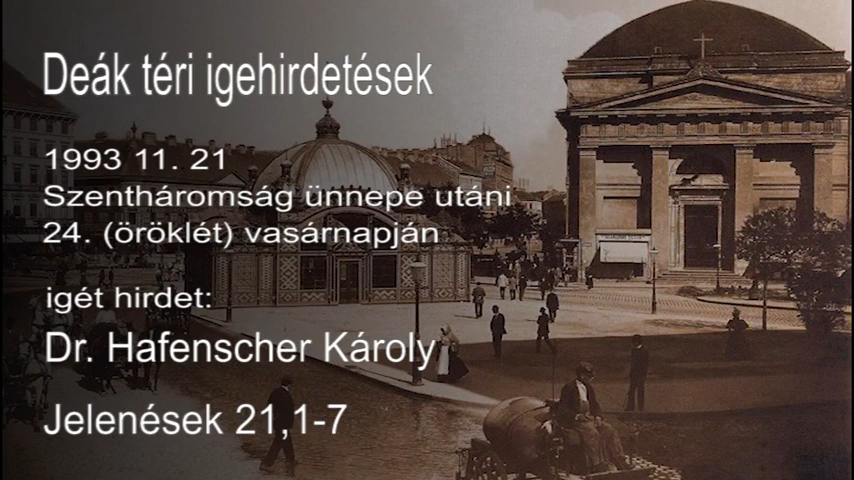 Deák téri igehirdetések
1993 11. 21
Szentháromság ünnepe utáni
24. (öröklét) vasárnapján
igét hirdet:
Dr. Hafenscher Károly
Jelenések 21,1-7